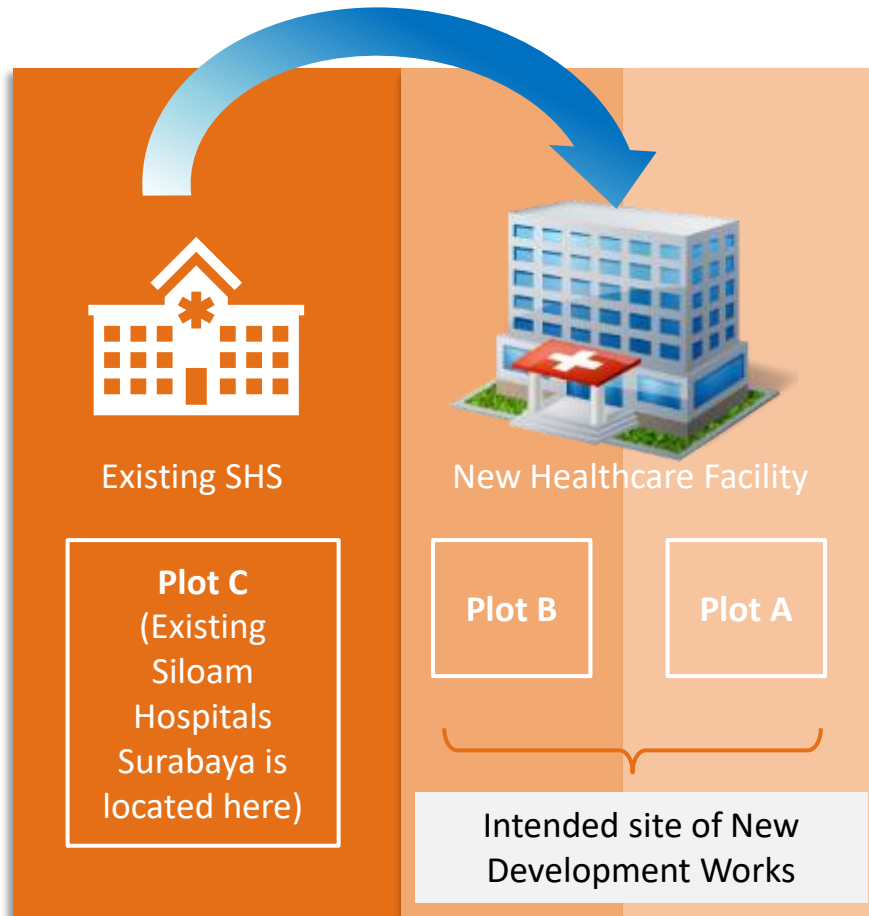 Existing SHS
New Healthcare Facility
Plot C
(Existing
Siloam
Hospitals
Surabaya is
located here)
Plot B
Plot A
Intended site of New
Development Works